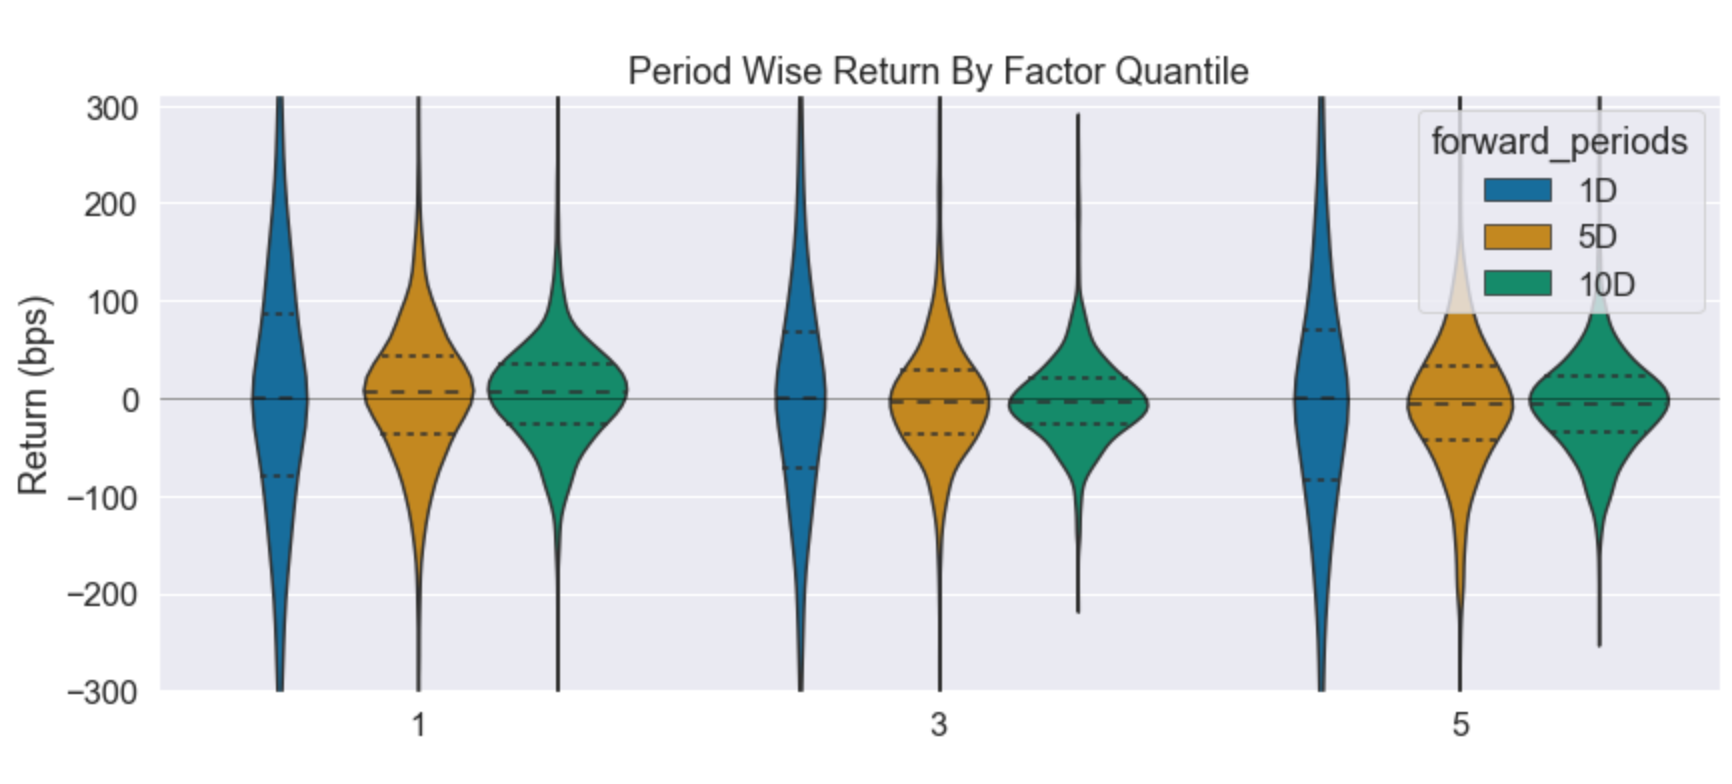 Period Wise Return By Factor Quantile
300
200
100
0
−100
−200
−300
Return (bps)
forward_periods
1D
5D
10D
1
3
5